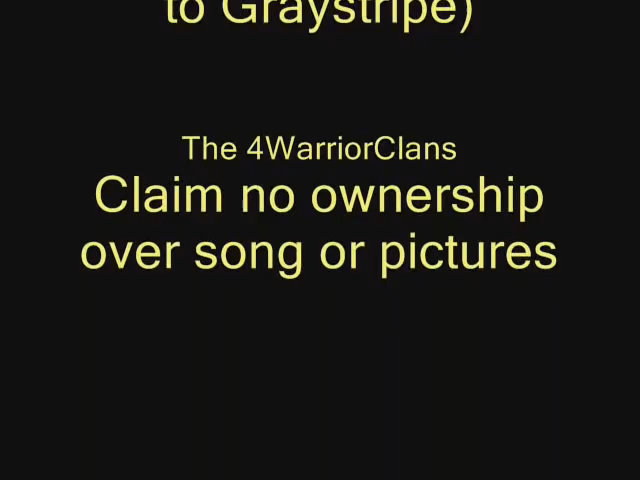 to Graystripe)
The 4WarriorClans
Claim no ownership
over song or pictures